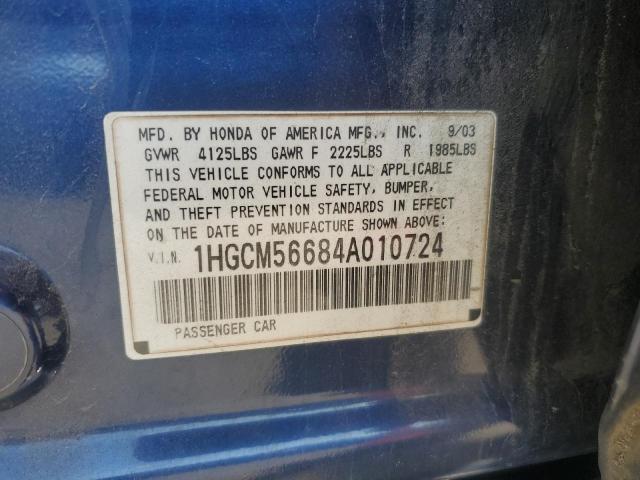 MFD. BY HONDA OF AMERICA MFG., INC. 9/03
GVWR 4125LBS GAWR F 2225LBS R 1985LBS
THIS VEHICLE CONFORMS TO ALL APPLICABLE
FEDERAL MOTOR VEHICLE SAFETY, BUMPER,
AND THEFT PREVENTION STANDARDS IN EFFECT
ON THE DATE OF MANUFACTURE SHOWN ABOVE:
V.I.N. 1HGCM56684A010724
PASSENGER CAR